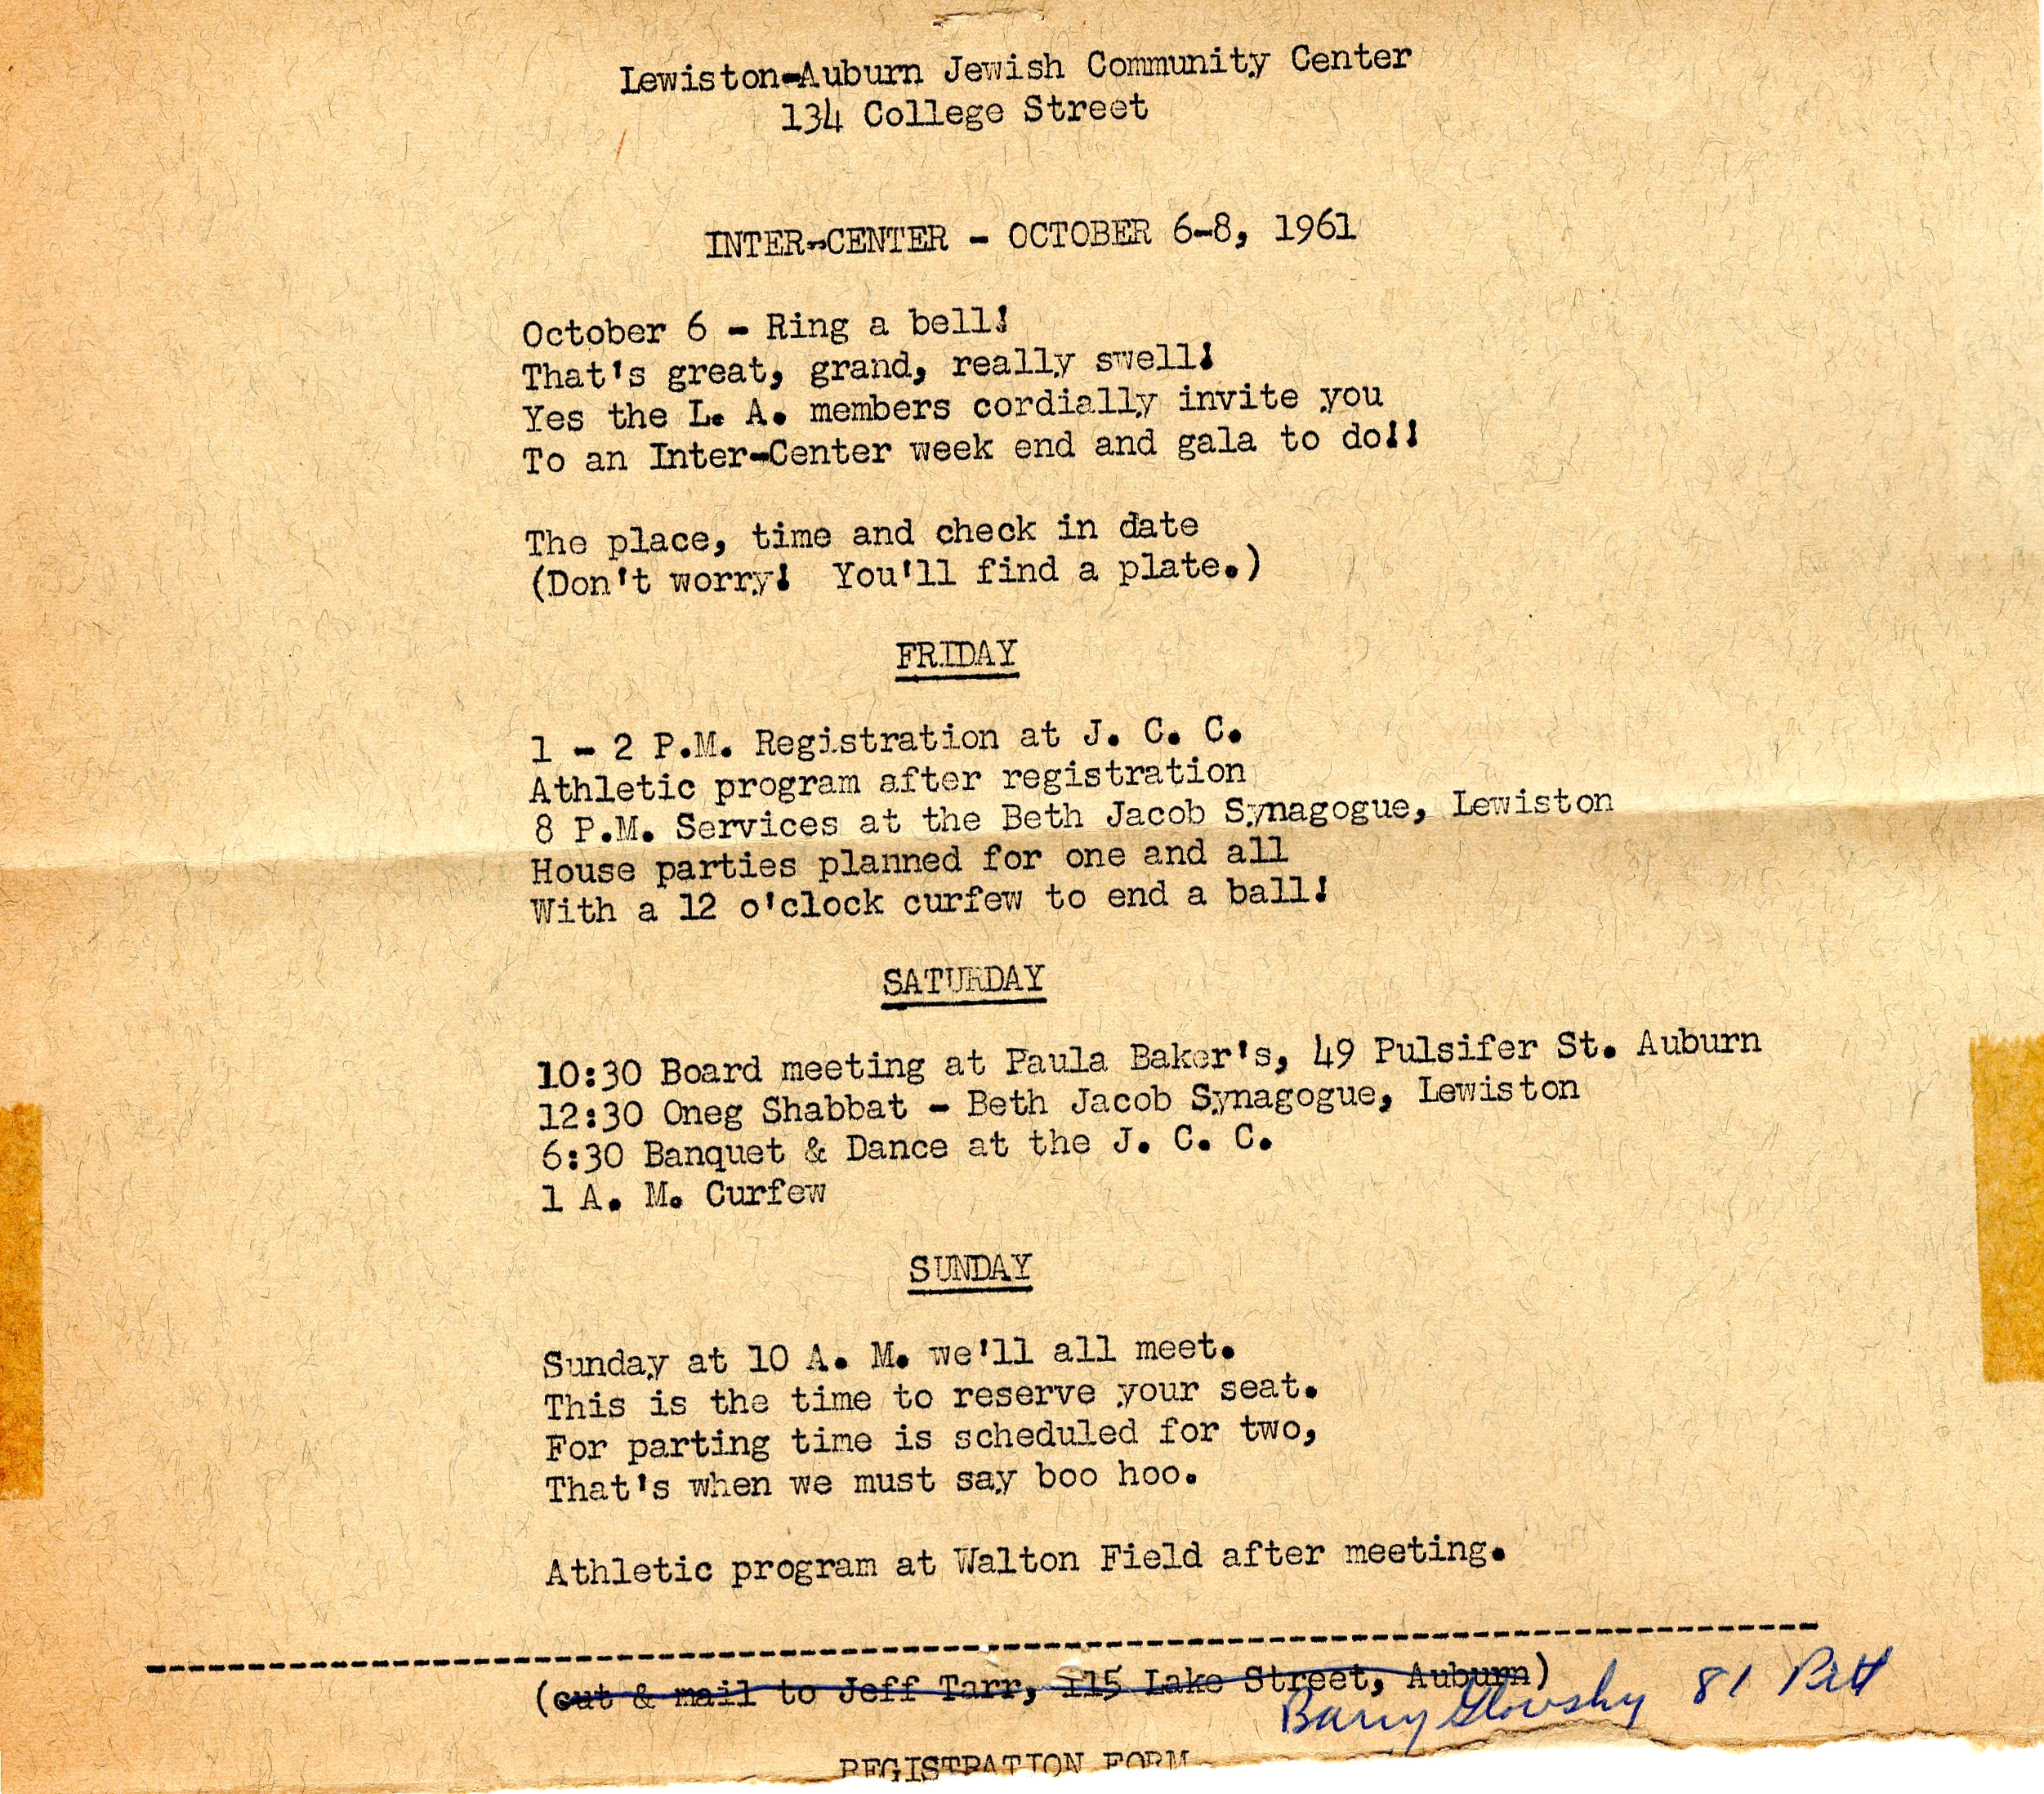 Lewiston-Auburn Jewish Community Center
134 College Street
INTER-CENTER - OCTOBER 6-8, 1961
October 6 - Ring a bell!
That's great, grand, really swell!
Yes the L. A. members cordially invite you
To an Inter-Center week end and gala to do!!
The place, time and check in date
(Don't worry! You'll find a plate.)
FRIDAY
1 - 2 P.M. Registration at J. C. C.
Athletic program after registration
8 P.M. Services at the Beth Jacob Synagogue, Lewiston
House parties planned for one and all
With a 12 o'clock curfew to end a ball!
SATURDAY
10:30 Board meeting at Paula Baker's, 49 Pulsifer St. Auburn
12:30 Oneg Shabbat - Beth Jacob Synagogue, Lewiston
6:30 Banquet & Dance at the J. C. C.
1 A. M. Curfew
SUNDAY
Sunday at 10 A. M. we'll all meet.
This is the time to reserve your seat.
For parting time is scheduled for two,
That's when we must say boo hoo.
Athletic program at Walton Field after meeting.
(cut & mail to Jeff Tarr, 115 Lake Street, Auburn)
Barry 81 Pitt
REGISTRATION FORM